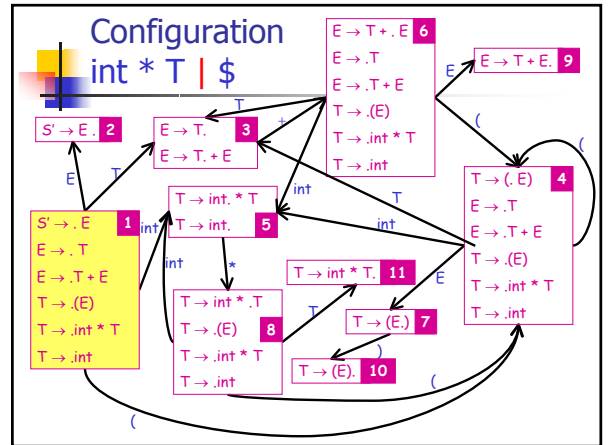 Configuration
int * T | $
E → T + . E 6
E → .T
E → .T + E
T → .(E)
T → .int * T
T → .int
E
E → T + E. 9
S’ → E . 2
E → T. 3
E → T. + E
T
+
(
(
E
T
int
T
int
T → (. E) 4
E → .T
E → .T + E
T → .(E)
T → .int * T
T → .int
T → int. * T
T → int. 5
S’ → . E 1
E → . T
E → .T + E
T → .(E)
T → .int * T
T → .int
int
int
*
T → int * T. 11
E
T
T → int * .T
T → .(E) 8
T → .int * T
T → .int
T → (E.) 7
)
T → (E). 10
(
(